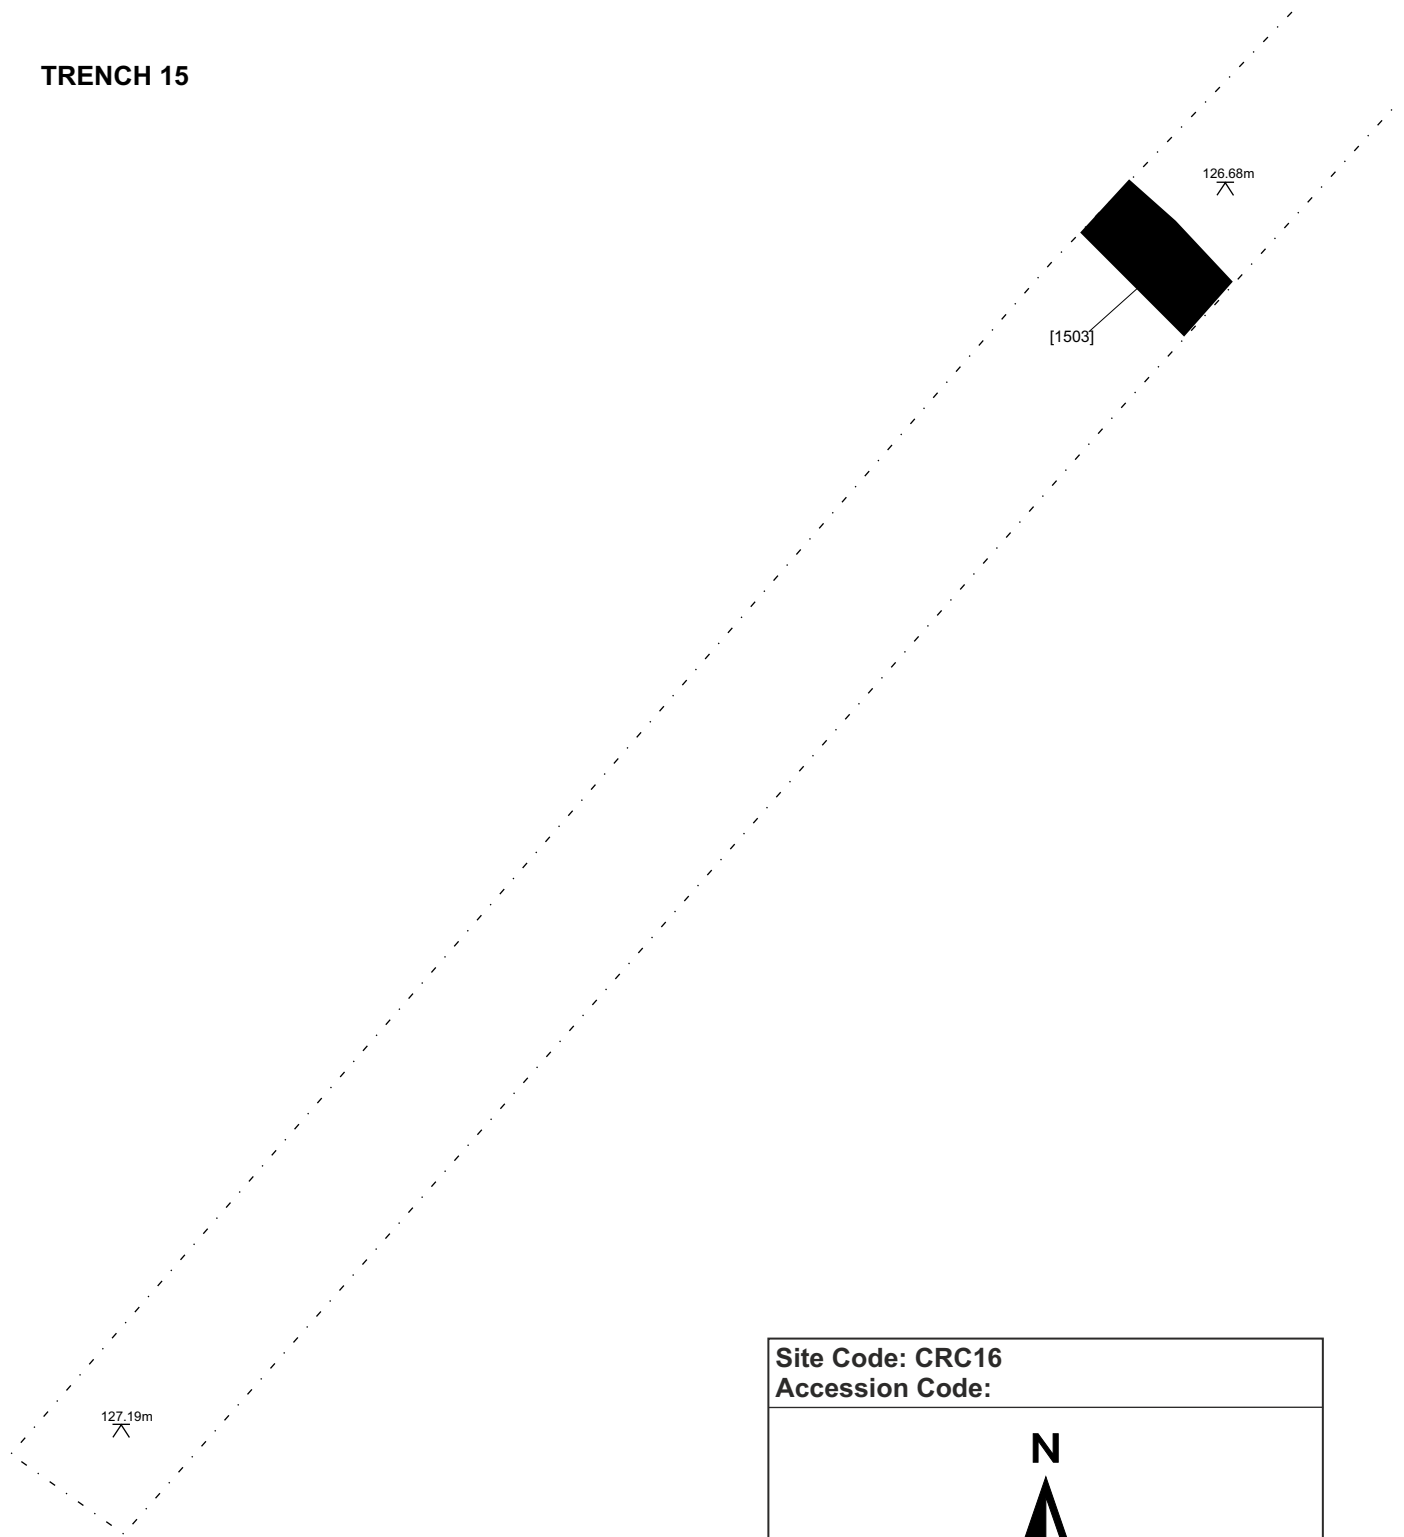 TRENCH 15
126.68m
[1503]
127.19m
Site Code: CRC16
Accession Code:
N